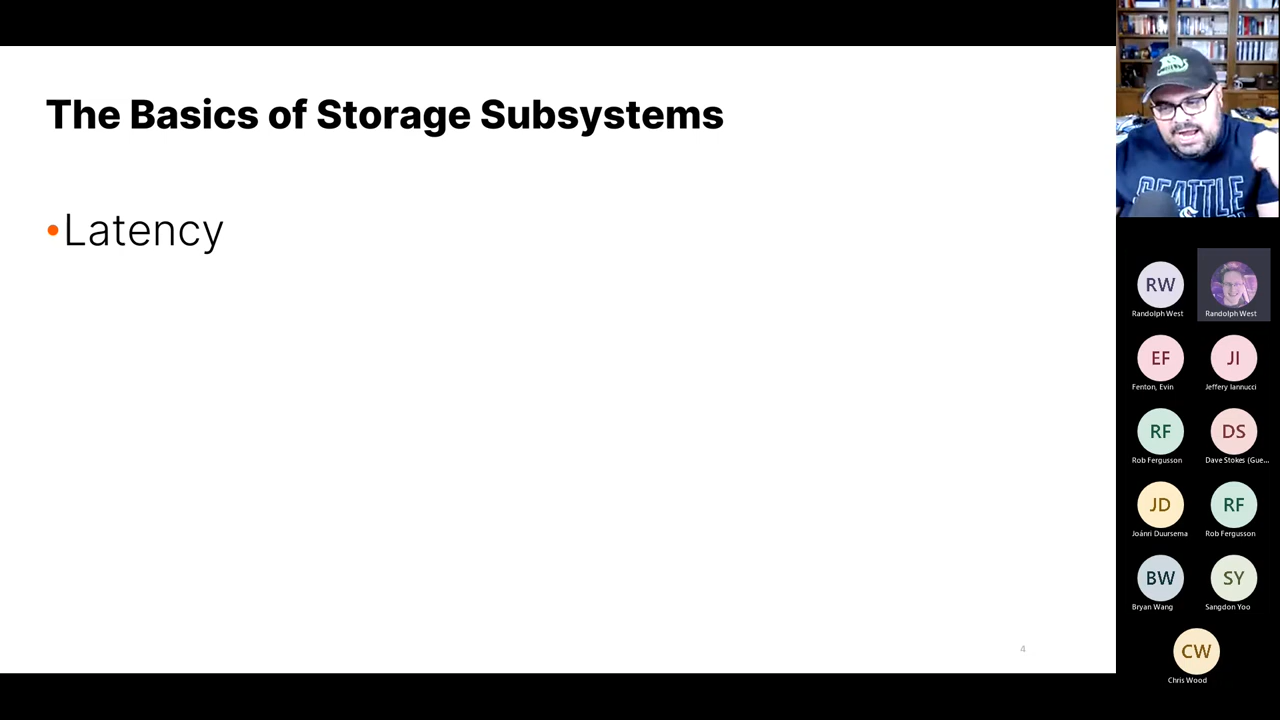 The Basics of Storage Subsystems
•Latency
4
SEATTLE
RW
Randolph West
Randolph West
EF
Fenton, Evin
JI
Jeffery Iannucci
RF
Rob Fergusson
DS
Dave Stokes (Gue...
JD
Joánri Duursema
RF
Rob Fergusson
BW
Bryan Wang
SY
Sangdon Yoo
CW
Chris Wood